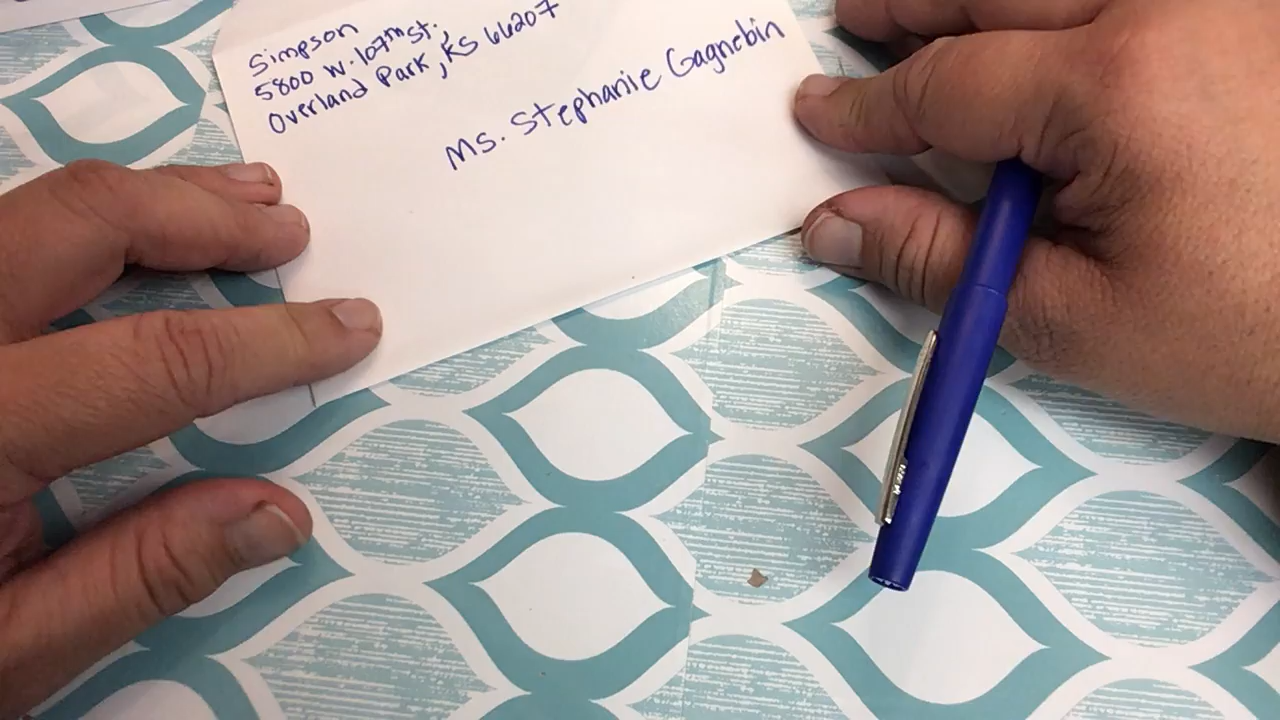 Simpson
5800 W. 107th St.,
Overland Park, KS 66207
Ms. Stephanie Gagnebin